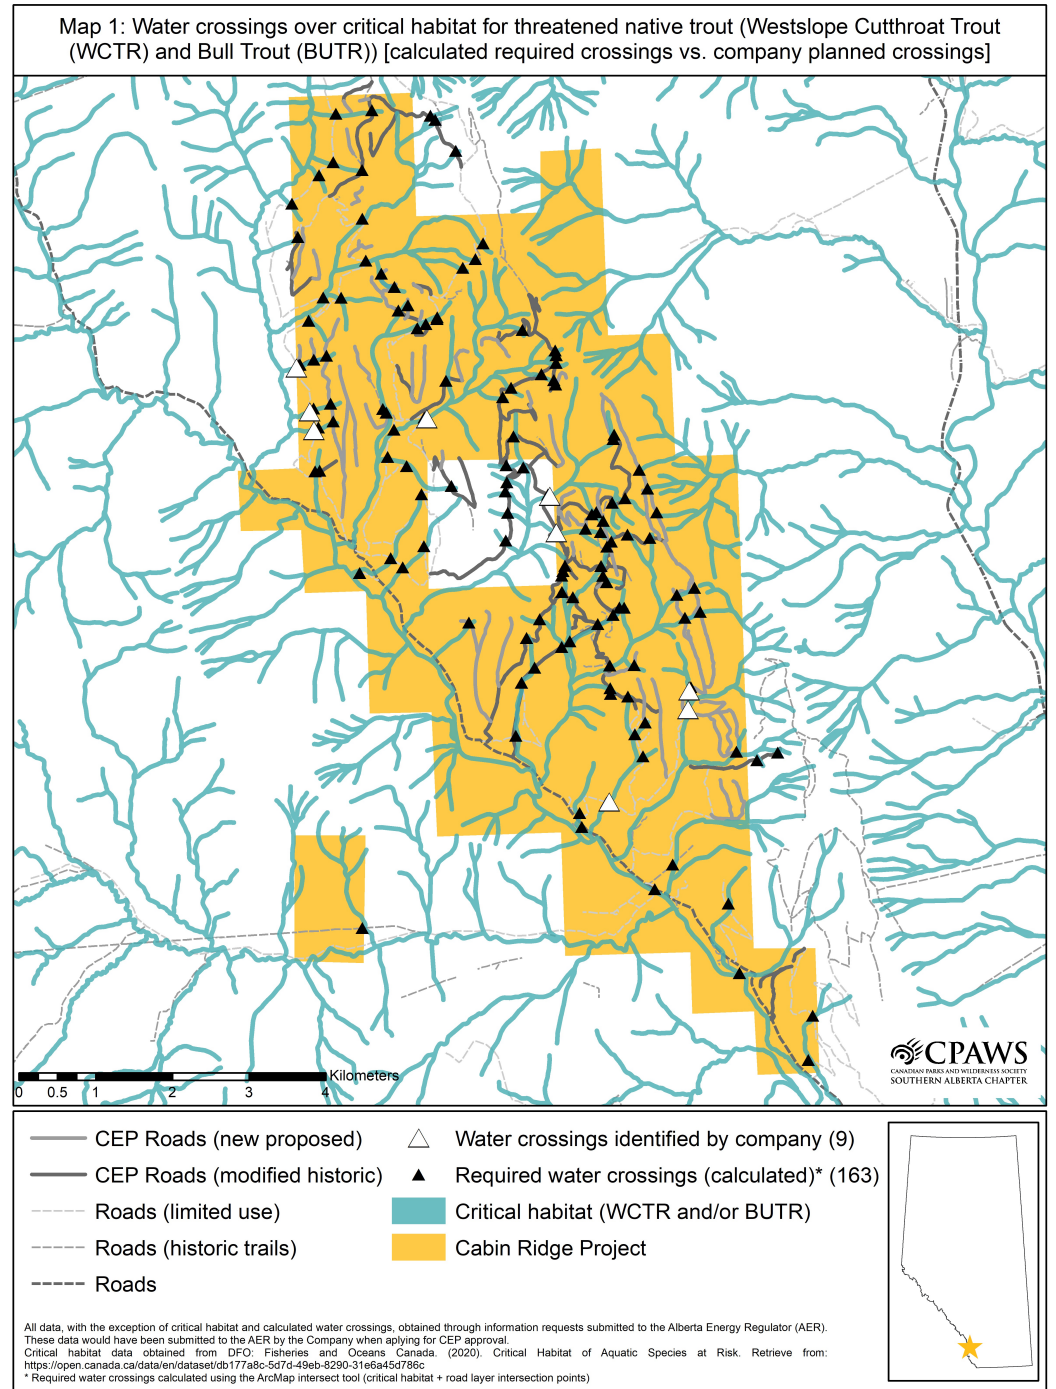 Map 1: Water crossings over critical habitat for threatened native trout (Westslope Cutthroat Trout
(WCTR) and Bull Trout (BUTR)) [calculated required crossings vs. company planned crossings]
CPAWS
CANADIAN PARKS AND WILDERNESS SOCIETY
SOUTHERN ALBERTA CHAPTER
Kilometers
0 0.5 1 2 3 4
CEP Roads (new proposed)
CEP Roads (modified historic)
Roads (limited use)
Roads (historic trails)
Roads
Water crossings identified by company (9)
Required water crossings (calculated)* (163)
Critical habitat (WCTR and/or BUTR)
Cabin Ridge Project
All data, with the exception of critical habitat and calculated water crossings, obtained through information requests submitted to the Alberta Energy Regulator (AER).
These data would have been submitted to the AER by the Company when aplying for CEP approval.
Critical habitat data obtained from DFO: Fisheries and Oceans Canada. (2020). Critical Habitat of Aquatic Species at Risk. Retrieve from:
https://open.canada.ca/data/en/dataset/db177a8c-5d7d-49eb-8290-31e6a45d786c
* Required water crossings calculated using the ArcMap intersect tool (critical habitat + road layer intersection points)